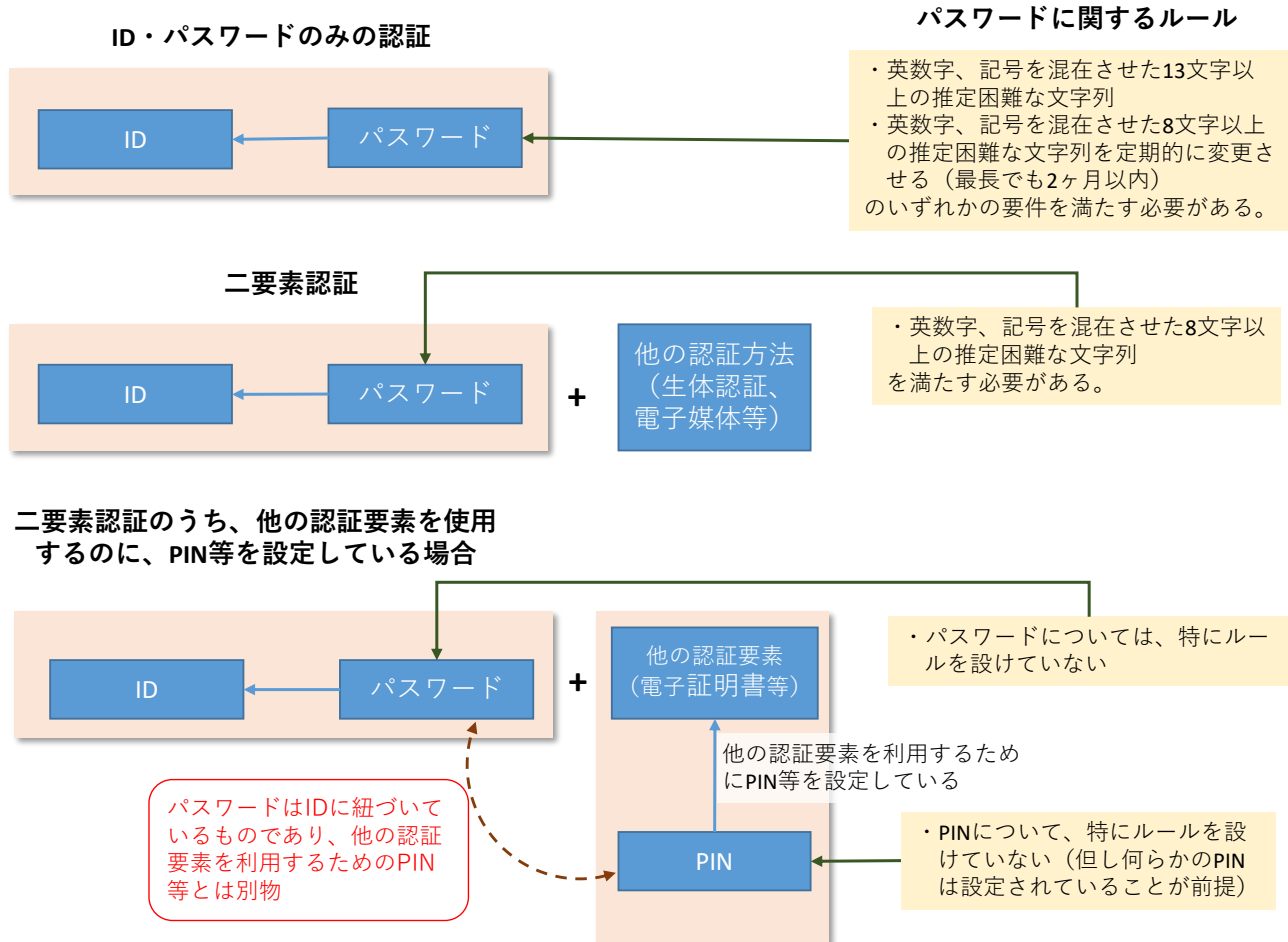 ID・パスワードのみの認証
パスワードに関するルール
ID
パスワード
・英数字、記号を混在させた13文字以
上の推定困難な文字列
・英数字、記号を混在させた8文字以上
の推定困難な文字列を定期的に変更さ
せる（最長でも2ヶ月以内）
のいずれかの要件を満たす必要がある。
二要素認証
ID
パスワード
+
他の認証方法
（生体認証、
電子媒体等）
・英数字、記号を混在させた8文字以
上の推定困難な文字列
を満たす必要がある。
二要素認証のうち、他の認証要素を使用
するのに、PIN等を設定している場合
ID
パスワード
+
他の認証要素
（電子証明書等）
・パスワードについては、特にルー
ルを設けていない
他の認証要素を利用するため
にPIN等を設定している
パスワードはIDに紐づいて
いるものであり、他の認証
要素を利用するためのPIN
等とは別物
PIN
・PINについて、特にルールを設
けていない（但し何らかのPIN
は設定されていることが前提）